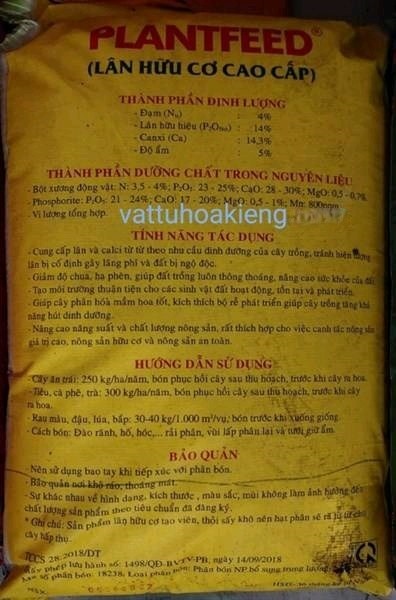 PLANTFEED®
(LÂN HỮU CƠ CAO CẤP)
THÀNH PHẦN ĐỊNH LƯỢNG
- Đạm (Nts) : 4%
- Lân hữu hiệu (P₂O₅hh) : 14%
- Canxi (Ca) : 14,3%
- Độ ẩm : 5%
THÀNH PHẦN DƯỠNG CHẤT TRONG NGUYÊN LIỆU
- Bột xương động vật: N: 3,5 - 4%; P₂O₅: 23 - 25%; CaO: 28 - 30%; MgO: 0,5 - 0,7%
- Phosphorite: P₂O₅: 21 - 24%; CaO: 17 - 20%; MgO: 0,5 - 1%; Mn: 800ppm
- Vi lượng tổng hợp.
vattuhoakieng
TÍNH NĂNG TÁC DỤNG
- Cung cấp lân và calci từ từ theo nhu cầu dinh dưỡng của cây trồng, tránh hiện tượng
lân bị cố định gây lãng phí và đất bị ngộ độc.
- Giảm độ chua, hạ phèn, giúp đất trồng luôn thông thoáng, nâng cao sức khỏe của đất
- Tạo môi trường thuận tiện cho các sinh vật đất hoạt động, tồn tại và phát triển.
- Giúp cây phân hóa mầm hoa tốt, kích thích bộ rễ phát triển giúp cây trồng tăng khả
năng hút dinh dưỡng.
- Nâng cao năng suất và chất lượng nông sản, rất thích hợp cho việc canh tác nông sản
giá trị cao, nông sản hữu cơ và nông sản an toàn.
HƯỚNG DẪN SỬ DỤNG
- Cây ăn trái: 250 kg/ha/năm, bón phục hồi cây sau thu hoạch, trước khi cây ra hoa.
- Tiêu, cà phê, trà: 300 kg/ha/năm, bón phục hồi cây sau thu hoạch, trước khi cây
ra hoa.
- Rau màu, đậu, lúa, bắp: 30-40 kg/1.000 m²/vụ, bón trước khi xuống giống.
- Cách bón: Đào rãnh, hố, hóc,... rải phân, vùi lấp phân lại và tưới giữ ẩm.
BẢO QUẢN
- Nên sử dụng bao tay khi tiếp xúc với phân bón.
- Bảo quản nơi khô ráo, thoáng mát.
- Sự khác nhau về hình dạng, kích thước, màu sắc, mùi không làm ảnh hưởng đến
chất lượng sản phẩm theo tiêu chuẩn đã đăng ký.
* Ghi chú: Sản phẩm lân hữu cơ tạo viên, thổi sấy khô nên hạt phân sẽ rã từ từ cho
cây hấp thụ.
TCCS 28:2018/DT
Giấy phép lưu hành số: 1498/QĐ-BVTV-PB, ngày 14/09/2018
Mã số phân bón: 18238, Loại phân bón: Phân bón NP bổ sung trung lượng
NSX: